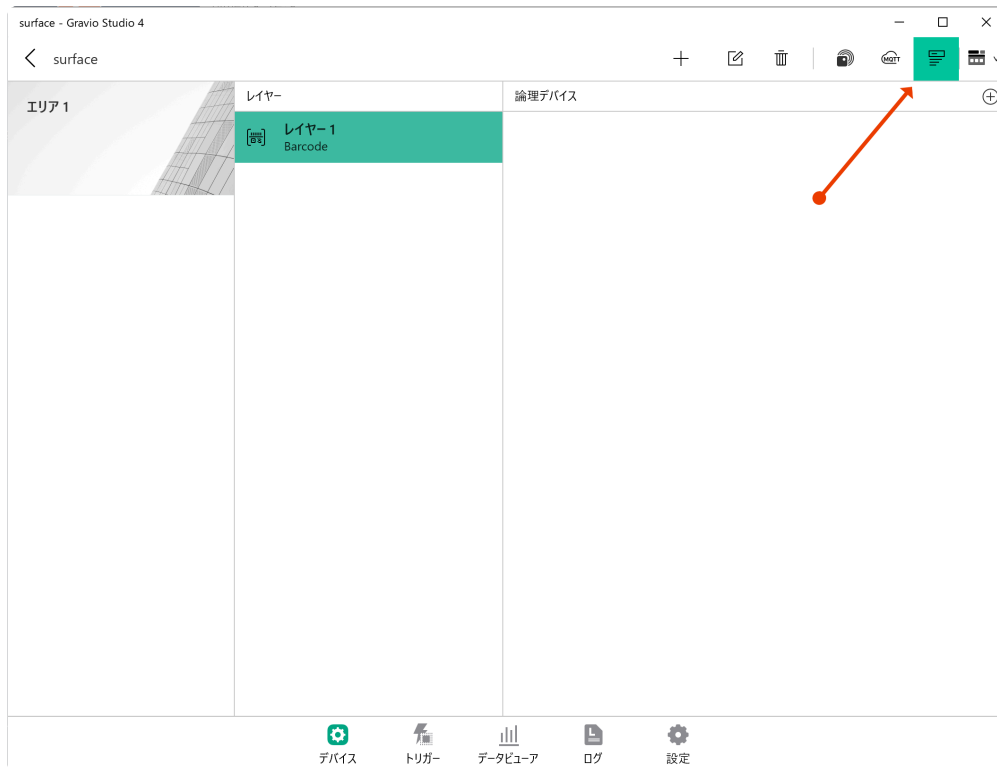 surface - Gravio Studio 4
surface
MQTT
エリア 1
レイヤー
論理デバイス
レイヤー 1
Barcode
デバイス
トリガー
データビューア
ログ
設定